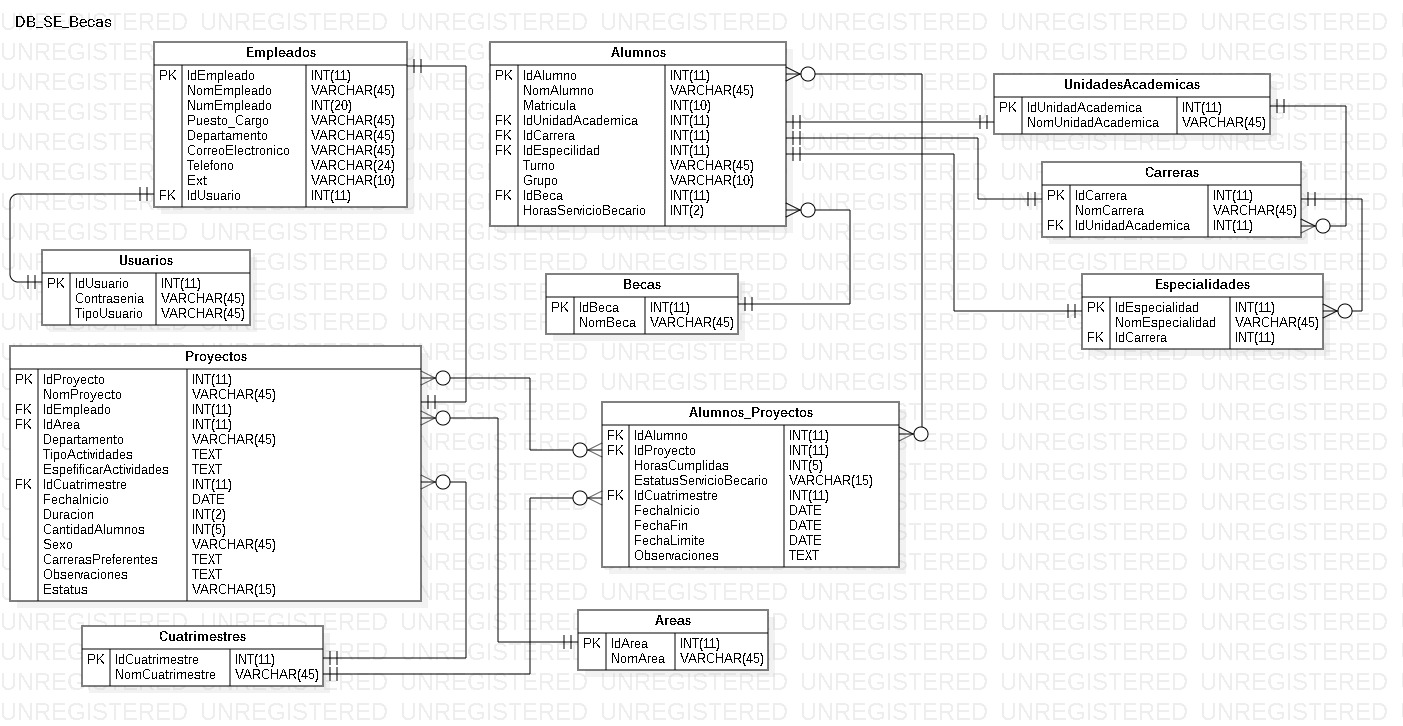 DB_SE_Becas
Empleados
PK IdEmpleado INT(11)
NomEmpleado VARCHAR(45)
NumEmpleado INT(20)
Puesto_Cargo VARCHAR(45)
Departamento VARCHAR(45)
CorreoElectronico VARCHAR(45)
Telefono VARCHAR(24)
Ext VARCHAR(10)
FK IdUsuario INT(11)
Alumnos
PK IdAlumno INT(11)
NomAlumno VARCHAR(45)
Matricula INT(10)
FK IdUnidadAcademica INT(11)
FK IdCarrera INT(11)
FK IdEspecilidad INT(11)
Turno VARCHAR(45)
Grupo VARCHAR(10)
FK IdBeca INT(11)
HorasServicioBecario INT(2)
UnidadesAcademicas
PK IdUnidadAcademica INT(11)
NomUnidadAcademica VARCHAR(45)
Carreras
PK IdCarrera INT(11)
NomCarrera VARCHAR(45)
FK IdUnidadAcademica INT(11)
Usuarios
PK IdUsuario INT(11)
Contrasenia VARCHAR(45)
TipoUsuario VARCHAR(45)
Becas
PK IdBeca INT(11)
NomBeca VARCHAR(45)
Especialidades
PK IdEspecialidad INT(11)
NomEspecialidad VARCHAR(45)
FK IdCarrera INT(11)
Proyectos
PK IdProyecto INT(11)
NomProyecto VARCHAR(45)
FK IdEmpleado INT(11)
FK IdArea INT(11)
Departamento VARCHAR(45)
TipoActividades TEXT
EspefificarActividades TEXT
FK IdCuatrimestre INT(11)
FechaInicio DATE
Duracion INT(2)
CantidadAlumnos INT(5)
Sexo VARCHAR(45)
CarrerasPreferentes TEXT
Observaciones TEXT
Estatus VARCHAR(15)
Alumnos_Proyectos
FK IdAlumno INT(11)
FK IdProyecto INT(11)
HorasCumplidas INT(5)
EstatusServicioBecario VARCHAR(15)
FK IdCuatrimestre INT(11)
FechaInicio DATE
FechaFin DATE
FechaLimite DATE
Observaciones TEXT
Cuatrimestres
PK IdCuatrimestre INT(11)
NomCuatrimestre VARCHAR(45)
Areas
PK IdArea INT(11)
NomArea VARCHAR(45)
UNREGISTERED